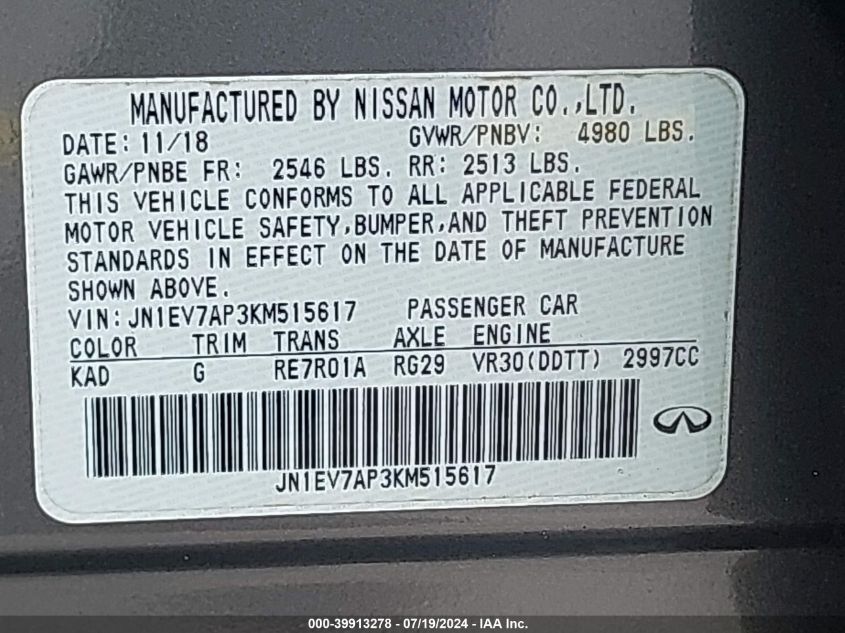 MANUFACTURED BY NISSAN MOTOR CO.,LTD.
DATE: 11/18 GVWR/PNBV: 4980 LBS.
GAWR/PNBE FR: 2546 LBS. RR: 2513 LBS.
THIS VEHICLE CONFORMS TO ALL APPLICABLE FEDERAL
MOTOR VEHICLE SAFETY,BUMPER,AND THEFT PREVENTION
STANDARDS IN EFFECT ON THE DATE OF MANUFACTURE
SHOWN ABOVE.
VIN: JN1EV7AP3KM515617 PASSENGER CAR
COLOR TRIM TRANS AXLE ENGINE
KAD G RE7R01A RG29 VR30(DDTT) 2997CC
JN1EV7AP3KM515617
000-39913278 - 07/19/2024 - IAA Inc.